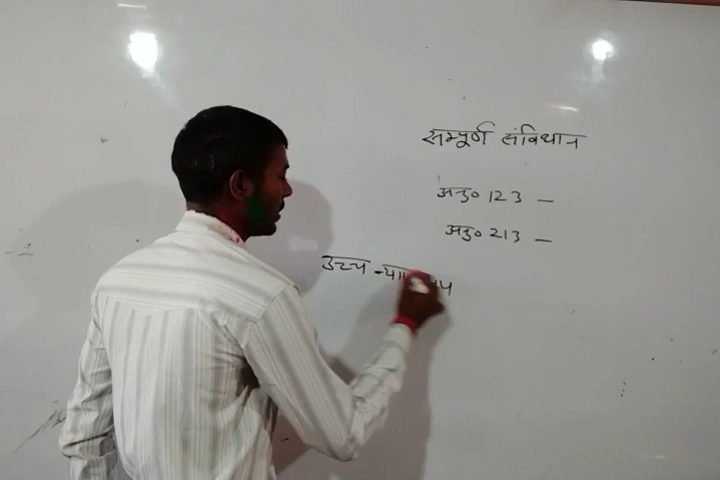 सम्पूर्ण संविधान
अनु० 123 —
अनु० 213 —
उच्च